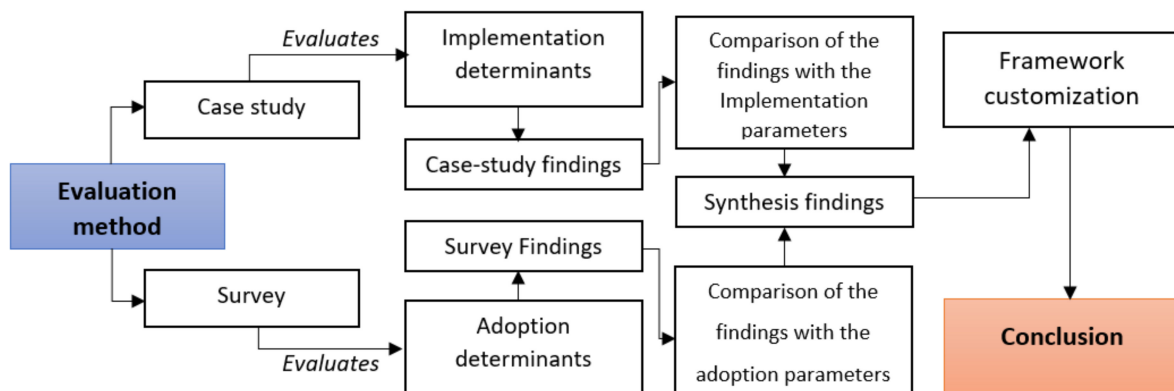 Evaluation
method
Case study
Evaluates
Implementation
determinants
Case-study findings
Comparison of the
findings with the
Implementation
parameters
Survey
Evaluates
Adoption
determinants
Survey Findings
Comparison of the
findings with the
adoption parameters
Synthesis findings
Framework
customization
Conclusion